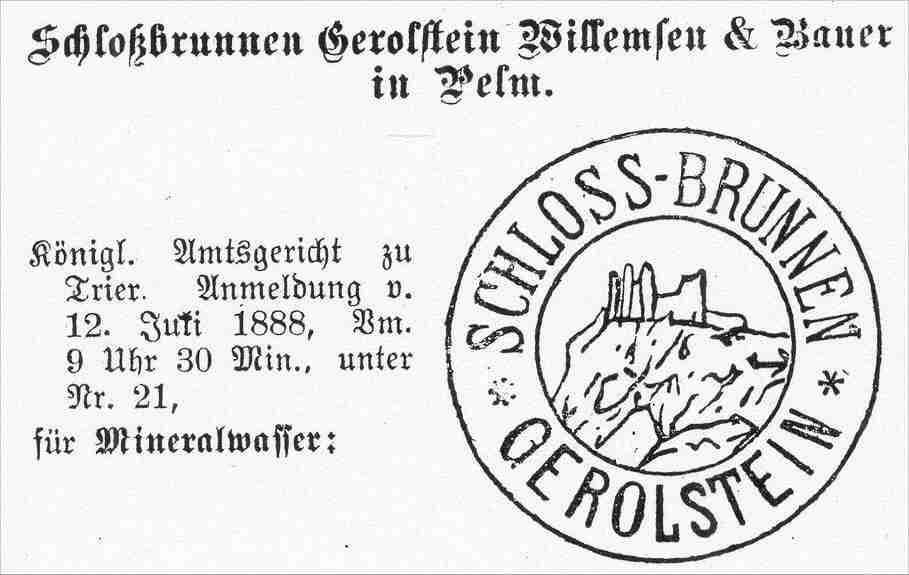 Schloßbrunnen Gerolstein Willemsen & Bauer
in Pelm.
Königl. Amtsgericht zu
Trier. Anmeldung v.
12. Juli 1888, Vm.
9 Uhr 30 Min., unter
Nr. 21,
für Mineralwasser:
SCHLOSS-BRUNNEN
* GEROLSTEIN *